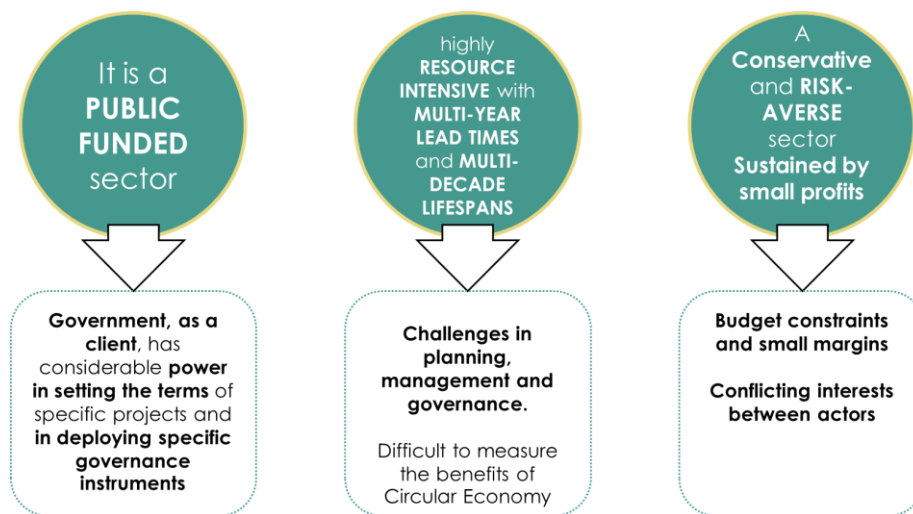 It is a
PUBLIC
FUNDED
sector
highly
RESOURCE
INTENSIVE with
MULTI-YEAR
LEAD TIMES
and MULTI-
DECADE
LIFESPANS
A
Conservative
and RISK-
AVERSE
sector
Sustained by
small profits
Government, as a
client, has
considerable power
in setting the terms of
specific projects and
in deploying specific
governance
instruments
Challenges in
planning,
management and
governance.
Difficult to measure
the benefits of
Circular Economy
Budget constraints
and small margins
Conflicting interests
between actors